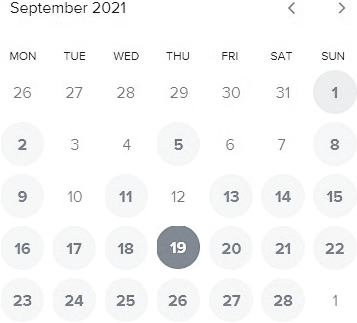 September 2021
MON TUE WED THU FRI SAT SUN
26 27 28 29 30 31 1
2 3 4 5 6 7 8
9 10 11 12 13 14 15
16 17 18 19 20 21 22
23 24 25 26 27 28 1